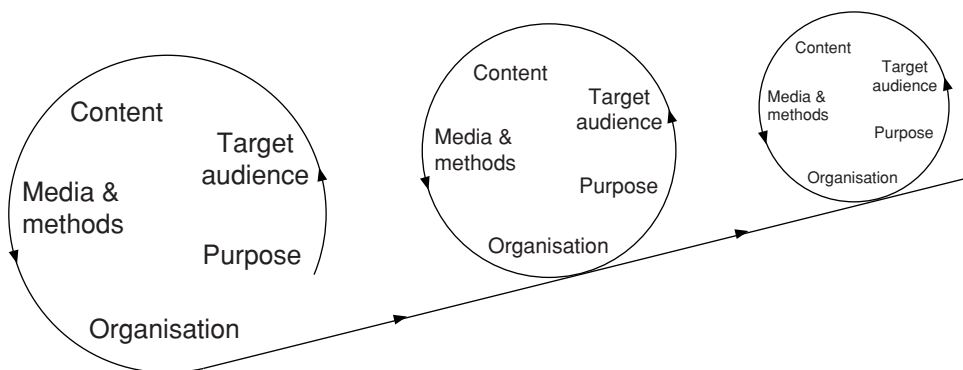 Content
Target
audience
Media &
methods
Purpose
Organisation
Content
Target
audience
Media &
methods
Purpose
Organisation
Content
Target
audience
Media &
methods
Purpose
Organisation